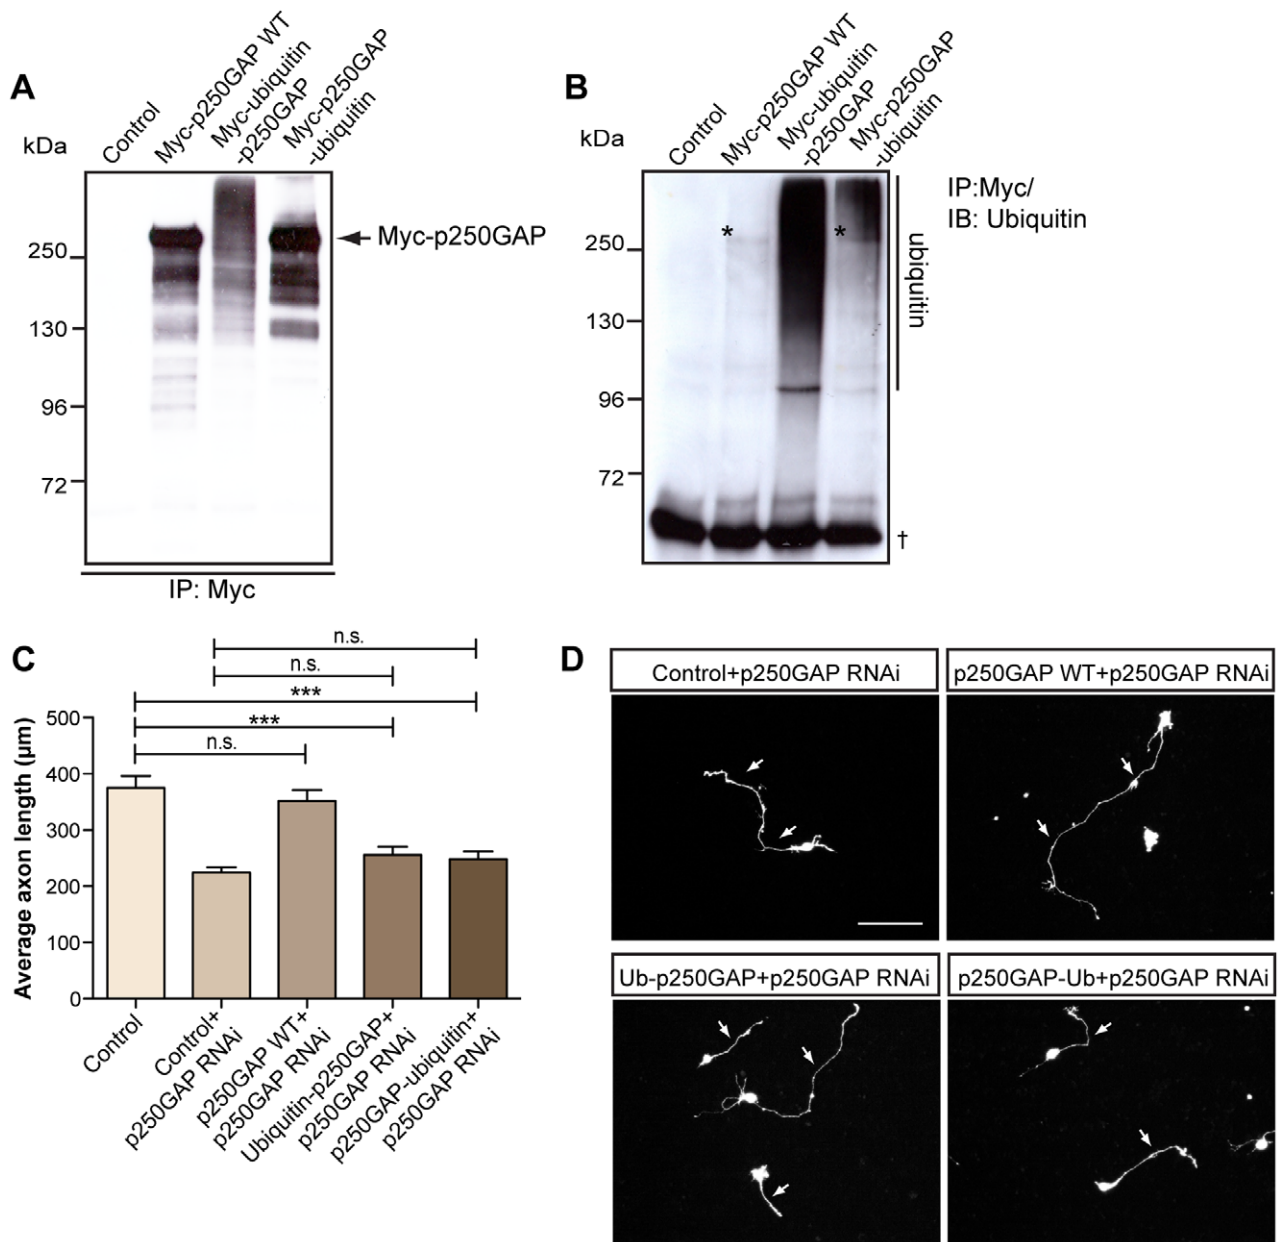 A
kDa
Control
Myc-p250GAP WT
Myc-ubiquitin
-p250GAP
Myc-p250GAP
-ubiquitin
250
130
96
72
Myc-p250GAP
IP: Myc
B
kDa
Control
Myc-p250GAP WT
Myc-ubiquitin
-p250GAP
Myc-p250GAP
-ubiquitin
250
130
96
72
*
*
ubiquitin
†
IP:Myc/
IB: Ubiquitin
C
n.s.
n.s.
***
***
n.s.
Average axon length (µm)
500
400
300
200
100
0
Control
Control+
p250GAP RNAi
p250GAP WT+
p250GAP RNAi
Ubiquitin-p250GAP+
p250GAP RNAi
p250GAP-ubiquitin+
p250GAP RNAi
D
Control+p250GAP RNAi
p250GAP WT+p250GAP RNAi
Ub-p250GAP+p250GAP RNAi
p250GAP-Ub+p250GAP RNAi